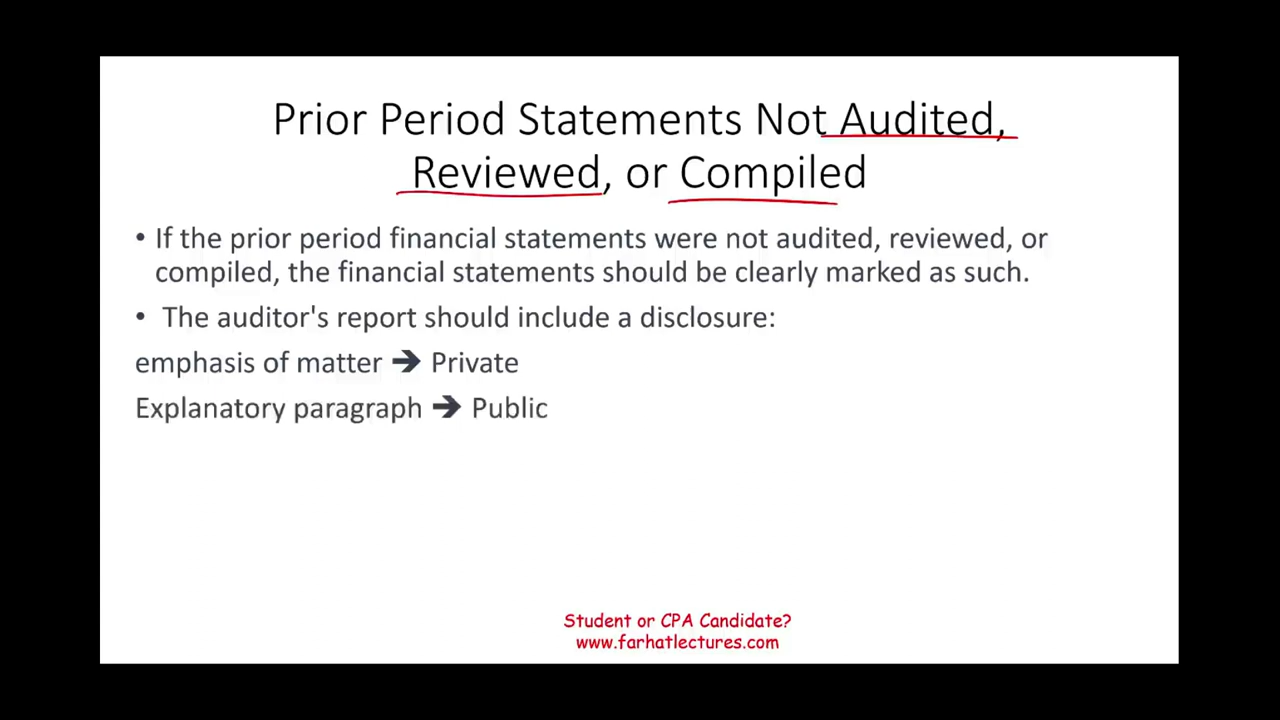 Prior Period Statements Not Audited,
Reviewed, or Compiled
• If the prior period financial statements were not audited, reviewed, or
compiled, the financial statements should be clearly marked as such.
• The auditor's report should include a disclosure:
emphasis of matter → Private
Explanatory paragraph → Public
Student or CPA Candidate?
www.farhatlectures.com